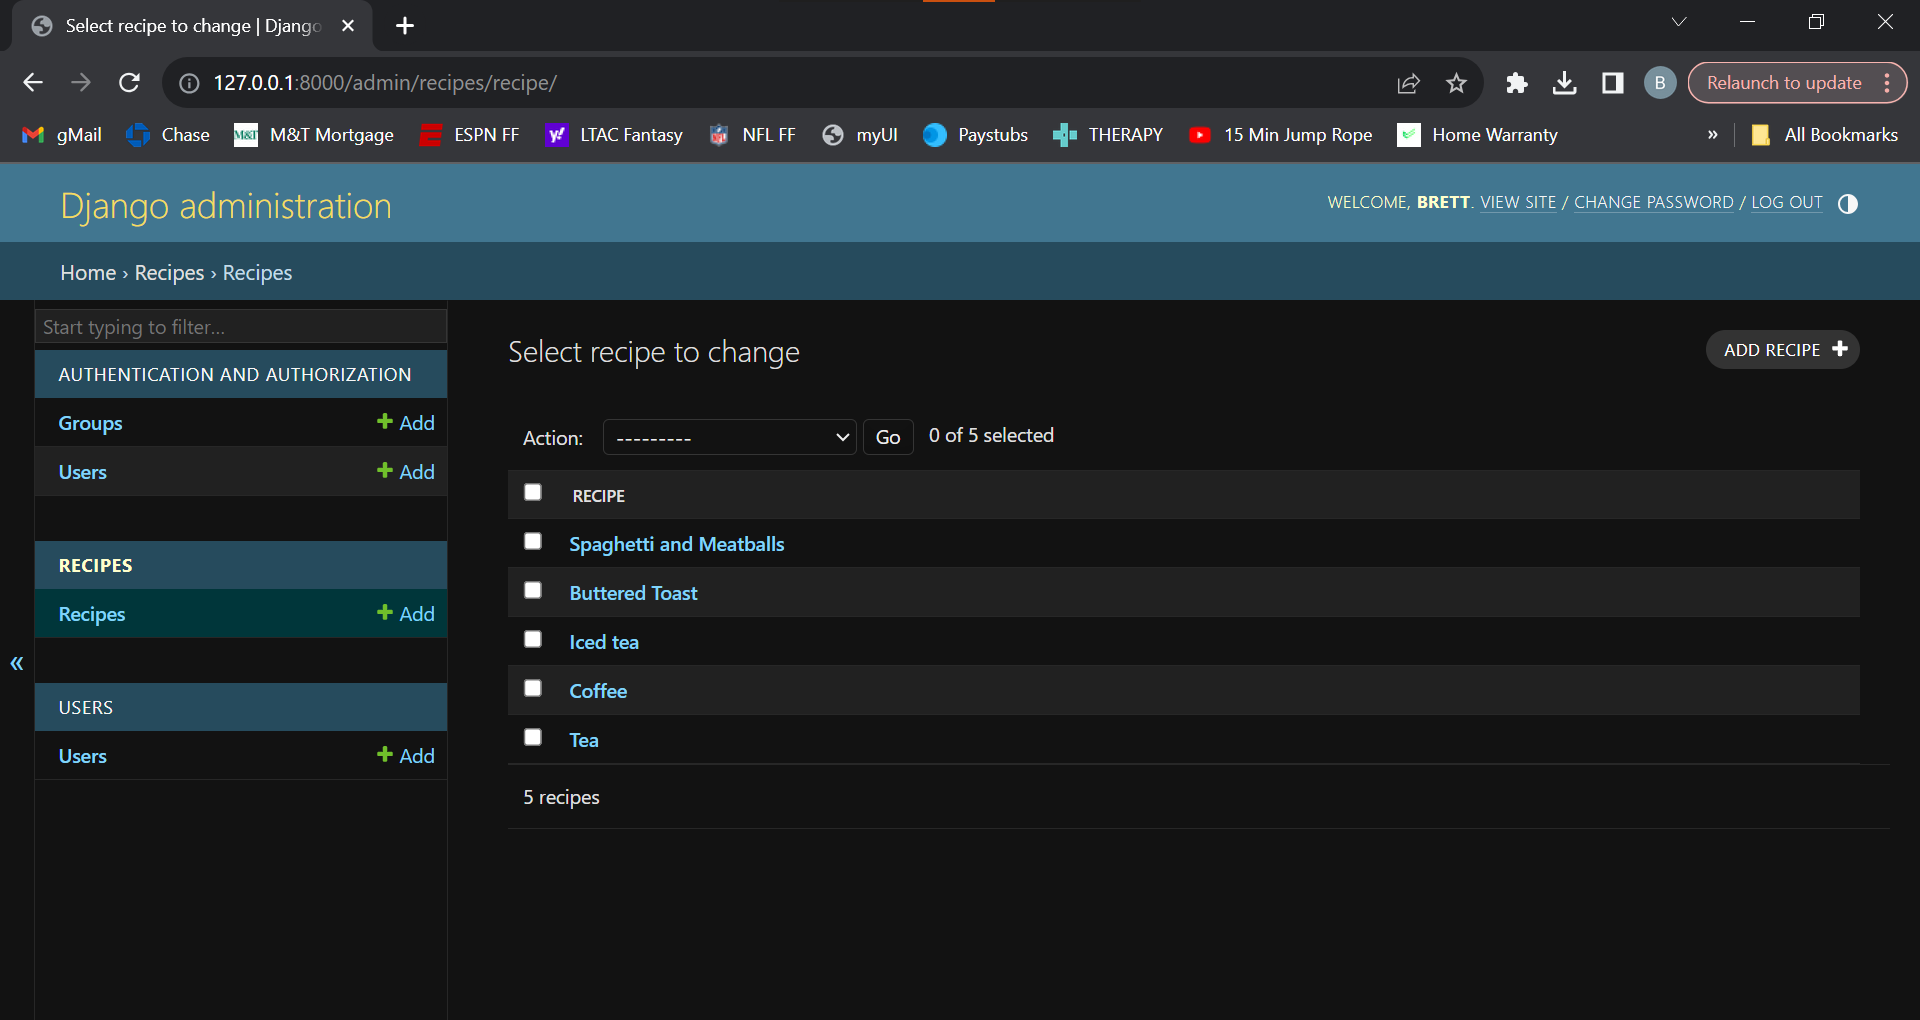 Select recipe to change | Django
127.0.0.1:8000/admin/recipes/recipe/
B
Relaunch to update
gMail
Chase
M&T
M&T Mortgage
ESPN FF
y!
LTAC Fantasy
NFL FF
myUI
Paystubs
THERAPY
15 Min Jump Rope
Home Warranty
»
All Bookmarks
Django administration
WELCOME, BRETT. VIEW SITE / CHANGE PASSWORD / LOG OUT
Home › Recipes › Recipes
Start typing to filter...
AUTHENTICATION AND AUTHORIZATION
Groups
+ Add
Users
+ Add
RECIPES
Recipes
+ Add
«
USERS
Users
+ Add
Select recipe to change
ADD RECIPE +
Action: --------- Go 0 of 5 selected
RECIPE
Spaghetti and Meatballs
Buttered Toast
Iced tea
Coffee
Tea
5 recipes